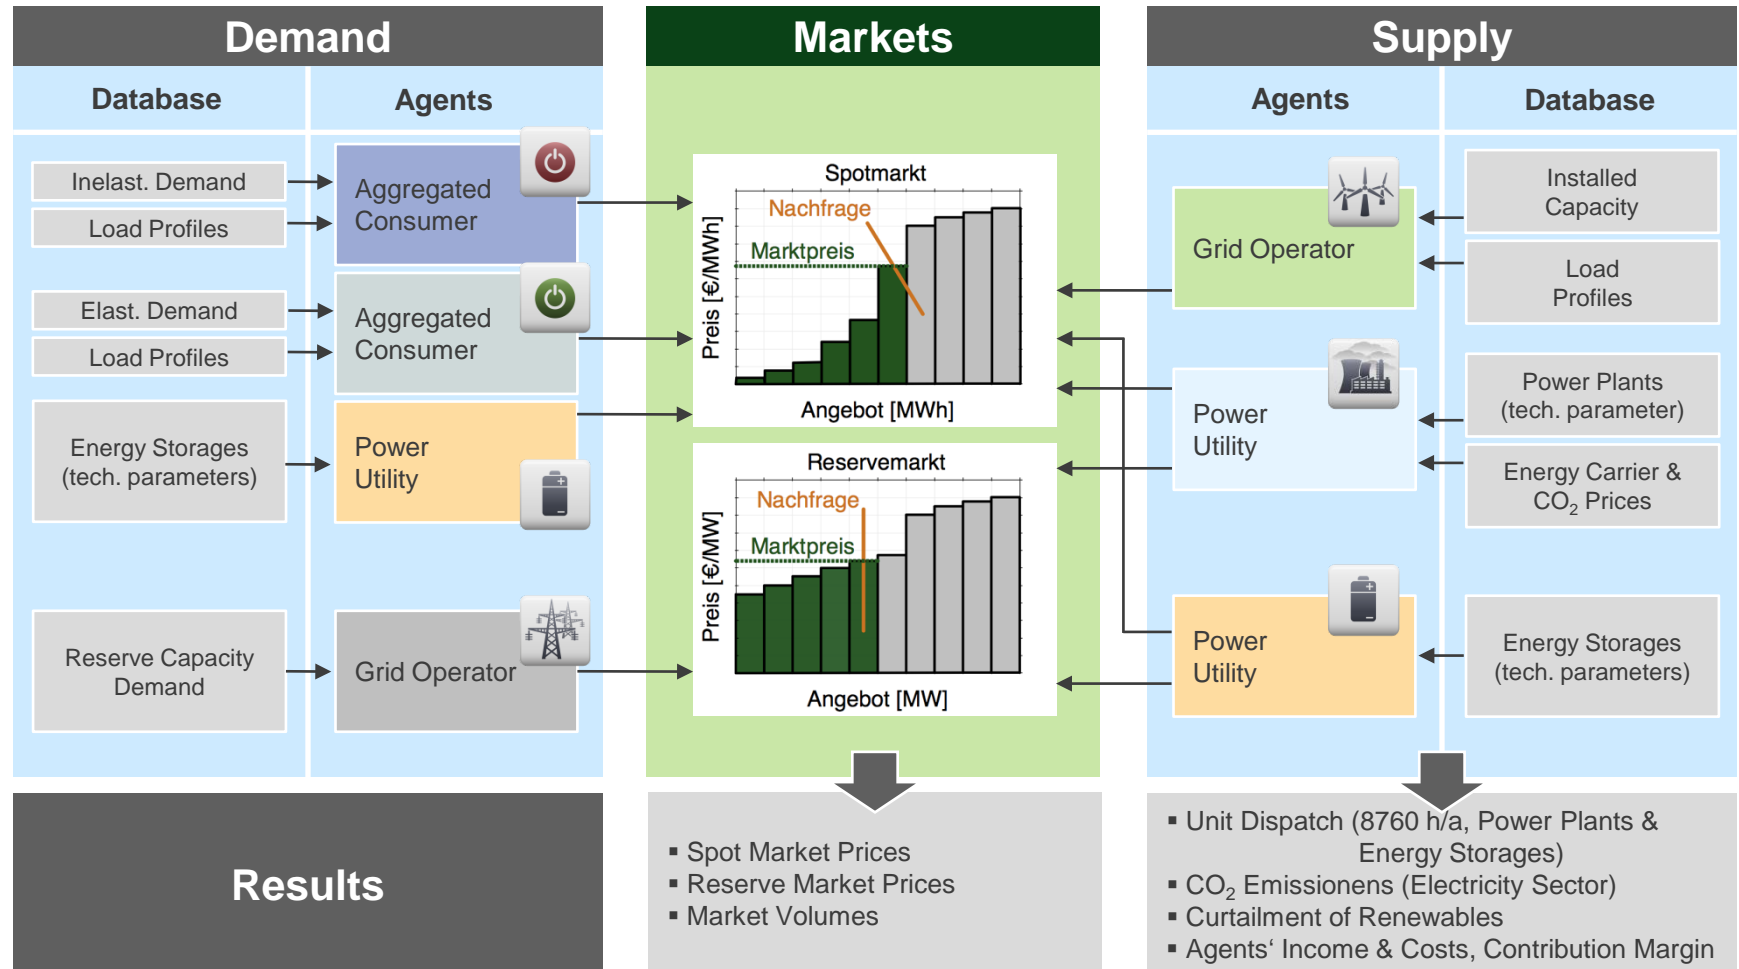 Demand
Database
Agents
Inelast. Demand
Load Profiles
Aggregated
Consumer
Elast. Demand
Load Profiles
Aggregated
Consumer
Energy Storages
(tech. parameters)
Power
Utility
Reserve Capacity
Demand
Grid Operator
Markets
Spotmarkt
Nachfrage
Marktpreis
Preis [€/MWh]
Angebot [MWh]
Reservemarkt
Nachfrage
Marktpreis
Preis [€/MW]
Angebot [MW]
Supply
Agents
Database
Grid Operator
Installed
Capacity
Load
Profiles
Power
Utility
Power Plants
(tech. parameter)
Energy Carrier &
CO₂ Prices
Power
Utility
Energy Storages
(tech. parameters)
Results
▪ Spot Market Prices
▪ Reserve Market Prices
▪ Market Volumes
▪ Unit Dispatch (8760 h/a, Power Plants &
Energy Storages)
▪ CO₂ Emissionens (Electricity Sector)
▪ Curtailment of Renewables
▪ Agents‘ Income & Costs, Contribution Margin